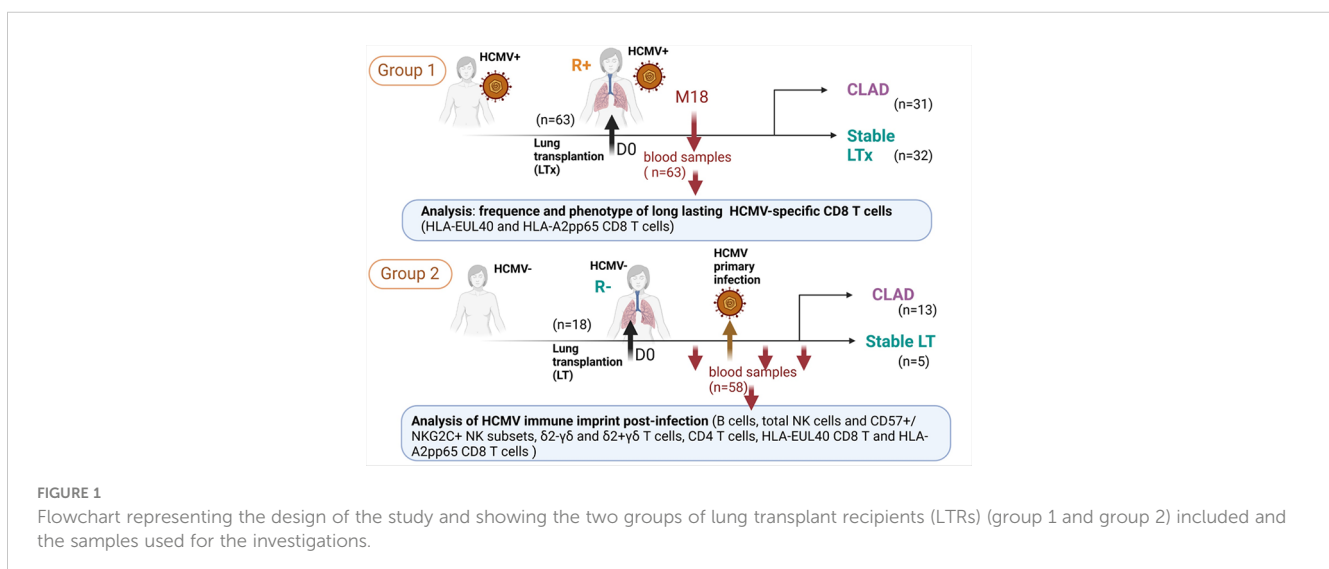 Group 1
HCMV+
R+
HCMV+
M18
CLAD
(n=31)
(n=63)
Lung
transplantion
(LTx)
D0
blood samples
( n=63)
Stable
LTx
(n=32)
Analysis: frequence and phenotype of long lasting HCMV-specific CD8 T cells
(HLA-EUL40 and HLA-A2pp65 CD8 T cells)
Group 2
HCMV-
HCMV-
R-
HCMV
primary
infection
CLAD
(n=13)
(n=18)
Lung
transplantion
(LT)
D0
blood samples
(n=58)
Stable LT
(n=5)
Analysis of HCMV immune imprint post-infection (B cells, total NK cells and CD57+/
NKG2C+ NK subsets, δ2-γδ and δ2+γδ T cells, CD4 T cells, HLA-EUL40 CD8 T and HLA-
A2pp65 CD8 T cells )
FIGURE 1
Flowchart representing the design of the study and showing the two groups of lung transplant recipients (LTRs) (group 1 and group 2) included and
the samples used for the investigations.